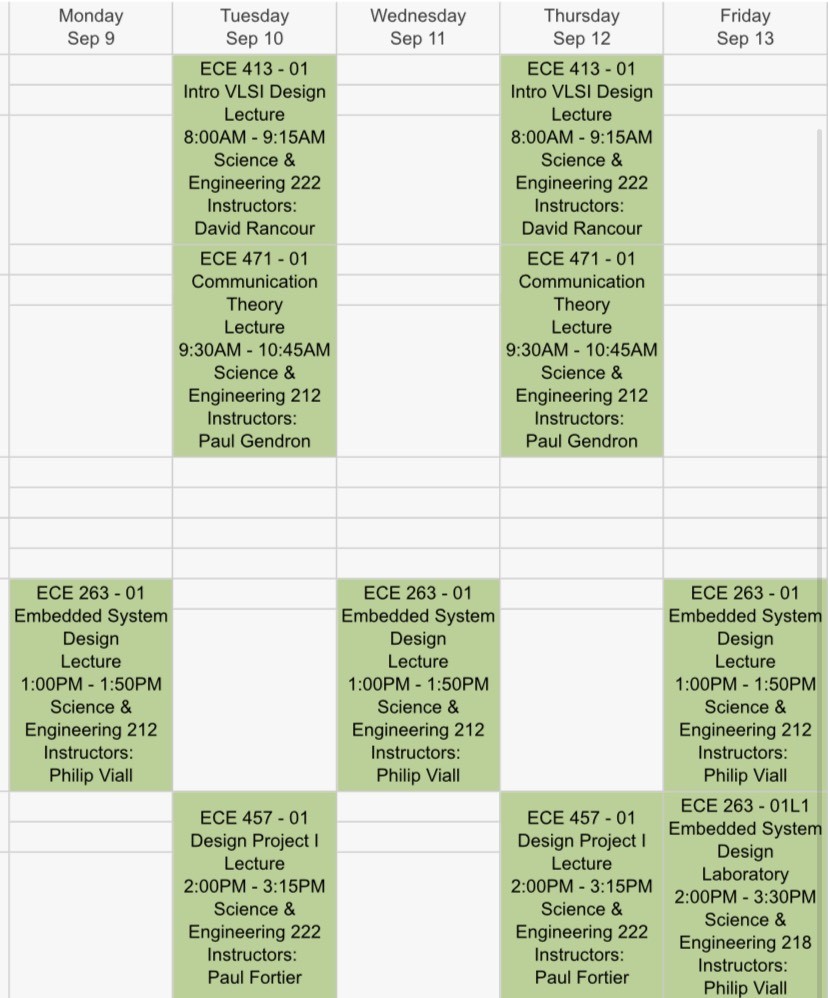 Monday
Sep 9
Tuesday
Sep 10
Wednesday
Sep 11
Thursday
Sep 12
Friday
Sep 13
ECE 413 - 01
Intro VLSI Design
Lecture
8:00AM - 9:15AM
Science &
Engineering 222
Instructors:
David Rancour
ECE 413 - 01
Intro VLSI Design
Lecture
8:00AM - 9:15AM
Science &
Engineering 222
Instructors:
David Rancour
ECE 471 - 01
Communication
Theory
Lecture
9:30AM - 10:45AM
Science &
Engineering 212
Instructors:
Paul Gendron
ECE 471 - 01
Communication
Theory
Lecture
9:30AM - 10:45AM
Science &
Engineering 212
Instructors:
Paul Gendron
ECE 263 - 01
Embedded System
Design
Lecture
1:00PM - 1:50PM
Science &
Engineering 212
Instructors:
Philip Viall
ECE 263 - 01
Embedded System
Design
Lecture
1:00PM - 1:50PM
Science &
Engineering 212
Instructors:
Philip Viall
ECE 263 - 01
Embedded System
Design
Lecture
1:00PM - 1:50PM
Science &
Engineering 212
Instructors:
Philip Viall
ECE 457 - 01
Design Project I
Lecture
2:00PM - 3:15PM
Science &
Engineering 222
Instructors:
Paul Fortier
ECE 457 - 01
Design Project I
Lecture
2:00PM - 3:15PM
Science &
Engineering 222
Instructors:
Paul Fortier
ECE 263 - 01L1
Embedded System
Design
Laboratory
2:00PM - 3:30PM
Science &
Engineering 218
Instructors:
Philip Viall